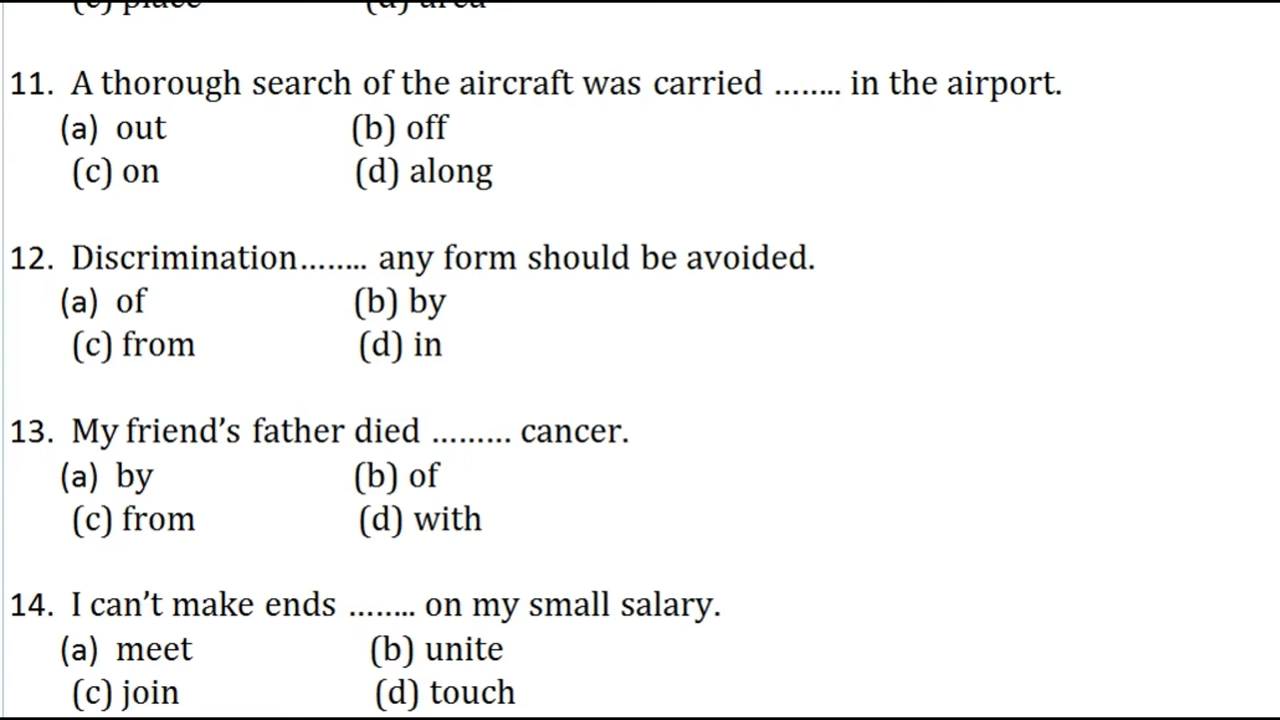 (c) place (d) area
11. A thorough search of the aircraft was carried ........ in the airport.
(a) out (b) off
(c) on (d) along
12. Discrimination........ any form should be avoided.
(a) of (b) by
(c) from (d) in
13. My friend’s father died ......... cancer.
(a) by (b) of
(c) from (d) with
14. I can’t make ends ........ on my small salary.
(a) meet (b) unite
(c) join (d) touch